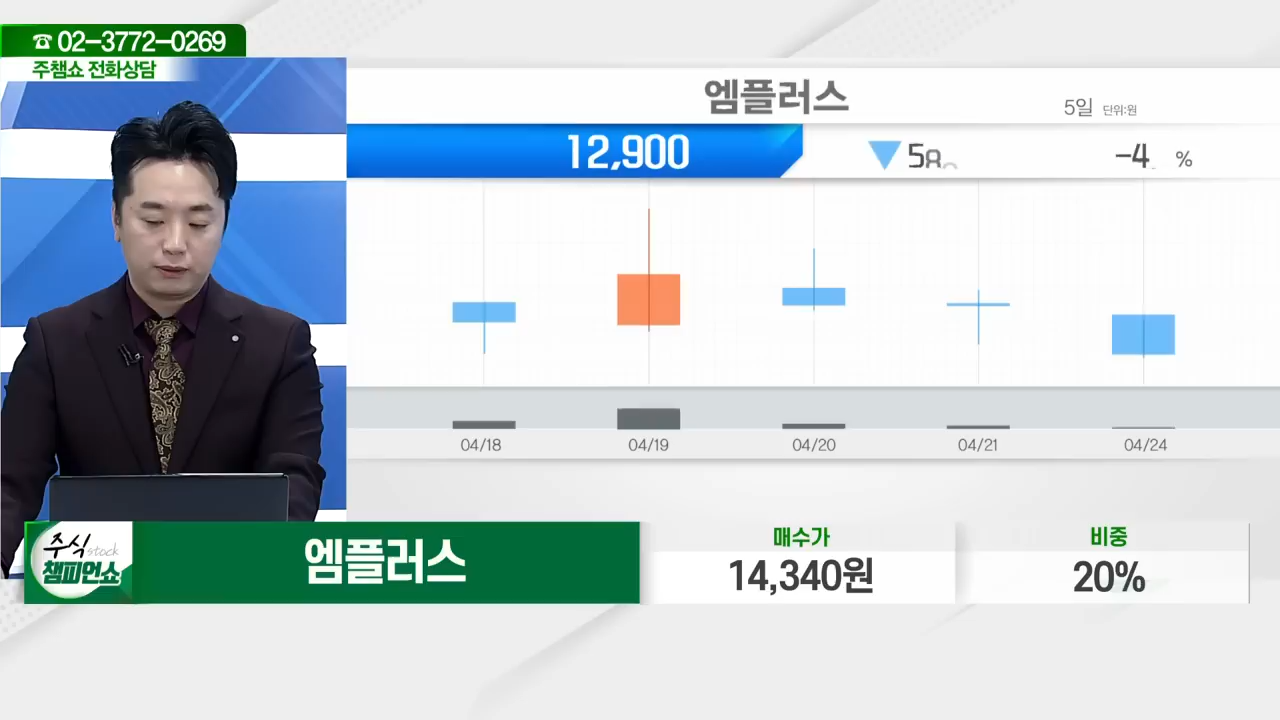 ☎ 02-3772-0269
주챔쇼 전화상담
엠플러스
5일 단위:원
12,900
▼
-4 %
04/18 04/19 04/20 04/21 04/24
주식 stock
챔피언쇼
엠플러스
매수가
14,340원
비중
20%